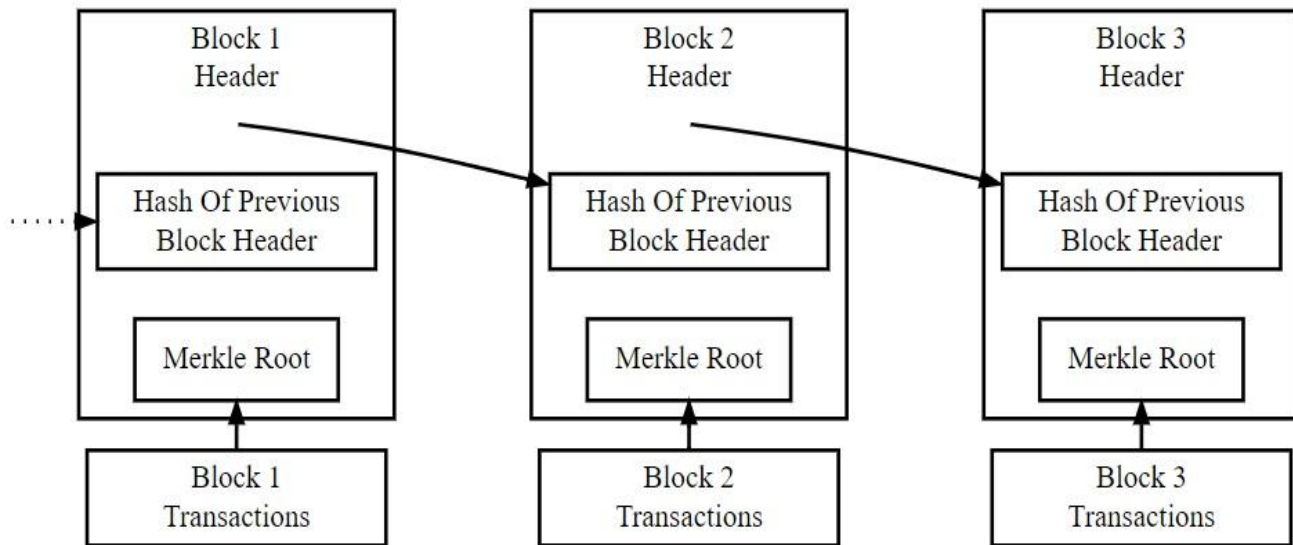 Block 1
Header
Hash Of Previous
Block Header
Merkle Root
Block 1
Transactions
Block 2
Header
Hash Of Previous
Block Header
Merkle Root
Block 2
Transactions
Block 3
Header
Hash Of Previous
Block Header
Merkle Root
Block 3
Transactions